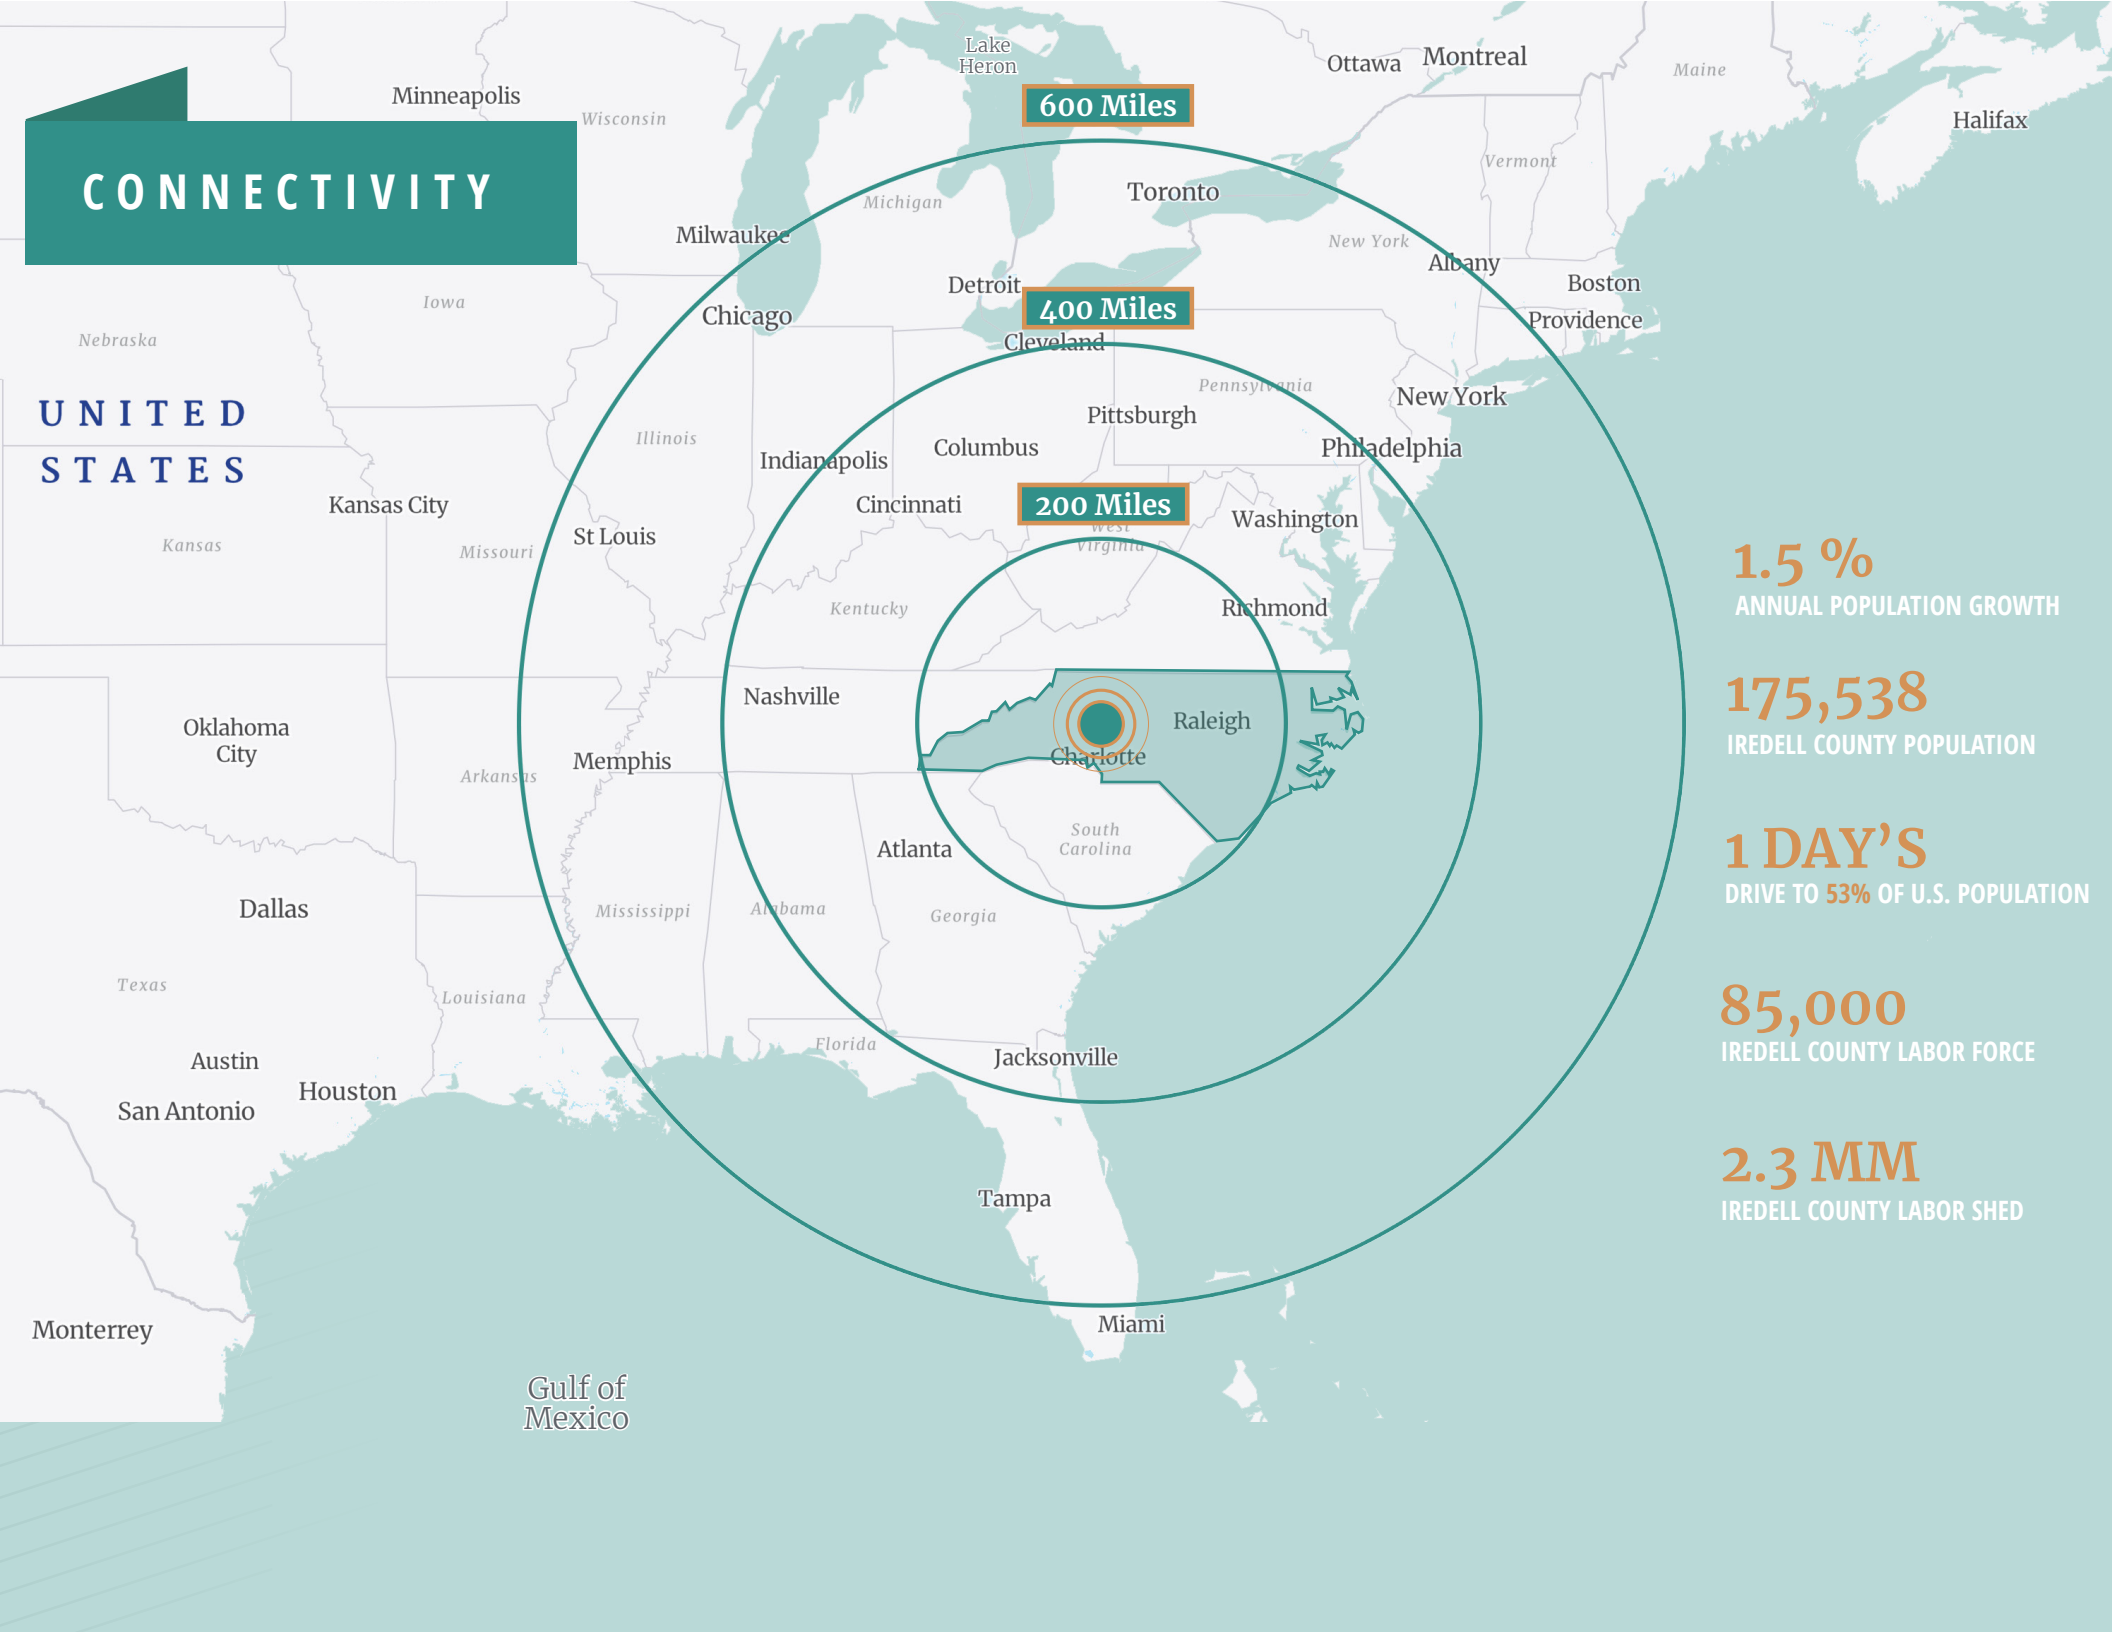 CONNECTIVITY
Lake
Heron
600 Miles
Ottawa
Montreal
Maine
Halifax
Minneapolis
Wisconsin
Vermont
Toronto
Michigan
Milwaukee
New York
Albany
Boston
Detroit
Iowa
Chicago
400 Miles
Providence
Nebraska
Cleveland
Pennsylvania
New York
UNITED
STATES
Pittsburgh
Illinois
Columbus
Philadelphia
Indianapolis
Kansas City
Cincinnati
200 Miles
Washington
West
Virginia
St Louis
Kansas
Missouri
Kentucky
Richmond
Nashville
Raleigh
Oklahoma
City
Charlotte
Memphis
Arkansas
South
Carolina
Atlanta
Dallas
Mississippi
Alabama
Georgia
Texas
Louisiana
Florida
Jacksonville
Austin
Houston
San Antonio
Tampa
Miami
Monterrey
Gulf of
Mexico
1.5 %
ANNUAL POPULATION GROWTH
175,538
IREDELL COUNTY POPULATION
1 DAY’S
DRIVE TO 53% OF U.S. POPULATION
85,000
IREDELL COUNTY LABOR FORCE
2.3 MM
IREDELL COUNTY LABOR SHED